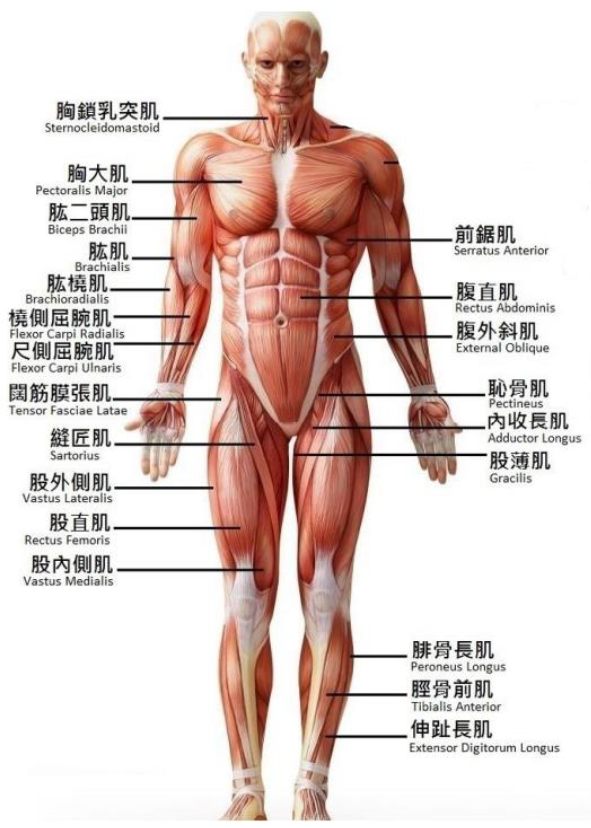 胸鎖乳突肌
Sternocleidomastoid
胸大肌
Pectoralis Major
肱二頭肌
Biceps Brachii
肱肌
Brachialis
肱橈肌
Brachioradialis
橈側屈腕肌
Flexor Carpi Radialis
尺側屈腕肌
Flexor Carpi Ulnaris
闊筋膜張肌
Tensor Fasciae Latae
縫匠肌
Sartorius
股外側肌
Vastus Lateralis
股直肌
Rectus Femoris
股內側肌
Vastus Medialis
前鋸肌
Serratus Anterior
腹直肌
Rectus Abdominis
腹外斜肌
External Oblique
恥骨肌
Pectineus
內收長肌
Adductor Longus
股薄肌
Gracilis
腓骨長肌
Peroneus Longus
脛骨前肌
Tibialis Anterior
伸趾長肌
Extensor Digitorum Longus